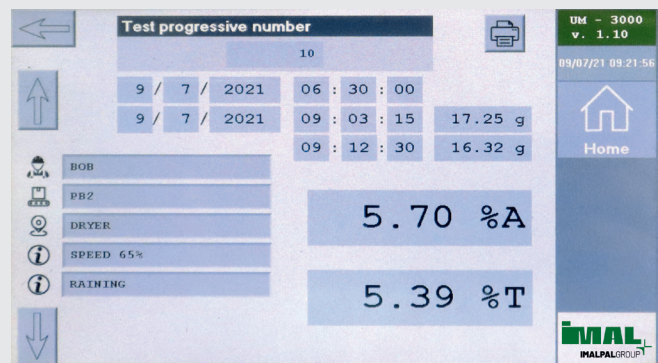 Test progressive number
10
UM - 3000
v. 1.10
09/07/21 09:21:56
9 / 7 / 2021 06 : 30 : 00
9 / 7 / 2021 09 : 03 : 15 17.25 g
09 : 12 : 30 16.32 g
Home
BOB
PB2
DRYER
SPEED 65%
RAINING
5.70 %A
5.39 %T
IMAL
IMALPALGROUP